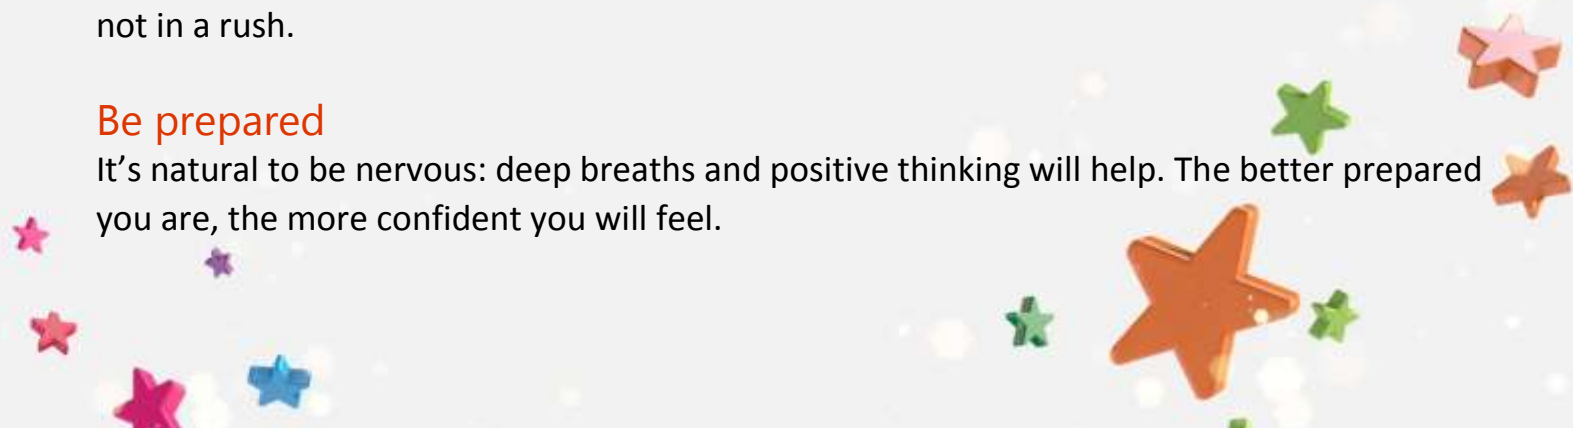 not in a rush.
Be prepared
It’s natural to be nervous: deep breaths and positive thinking will help. The better prepared
you are, the more confident you will feel.